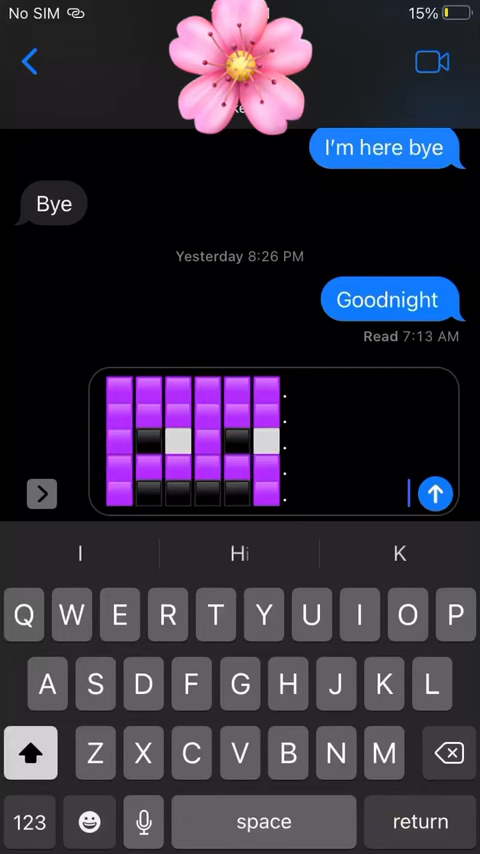 No SIM
15%
I'm here bye
Bye
Yesterday 8:26 PM
Goodnight
Read 7:13 AM
I Hi K
Q W E R T Y U I O P
A S D F G H J K L
Z X C V B N M
123 space return